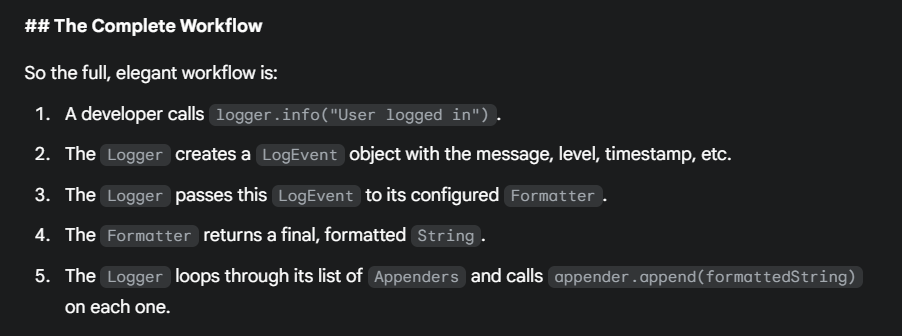 ## The Complete Workflow
So the full, elegant workflow is:
1. A developer calls logger.info("User logged in").
2. The Logger creates a LogEvent object with the message, level, timestamp, etc.
3. The Logger passes this LogEvent to its configured Formatter.
4. The Formatter returns a final, formatted String.
5. The Logger loops through its list of Appenders and calls appender.append(formattedString)
on each one.